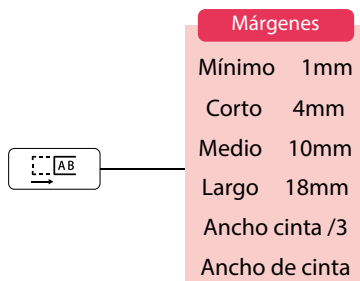 Márgenes
Mínimo 1mm
Corto 4mm
Medio 10mm
AB
Largo 18mm
Ancho cinta /3
Ancho de cinta